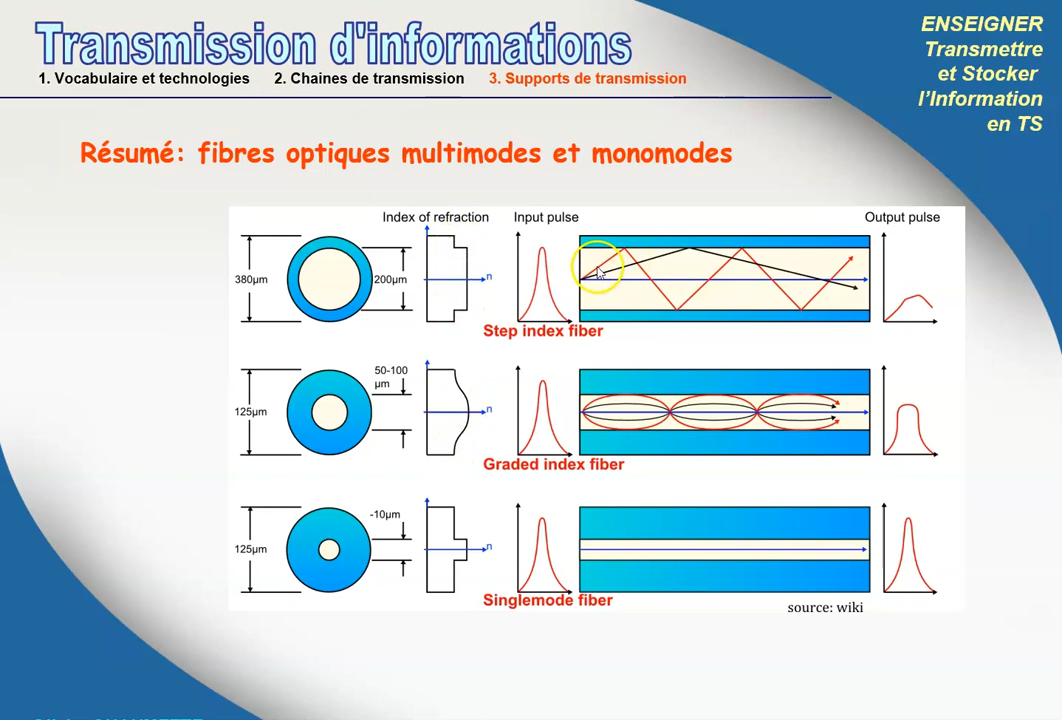 Transmission d'informations
1. Vocabulaire et technologies 2. Chaines de transmission 3. Supports de transmission
ENSEIGNER
Transmettre
et Stocker
l'Information
en TS
Résumé: fibres optiques multimodes et monomodes
Index of refraction Input pulse Output pulse
380µm 200µm n
Step index fiber
50-100
µm
125µm n
Graded index fiber
-10µm
125µm n
Singlemode fiber
source: wiki